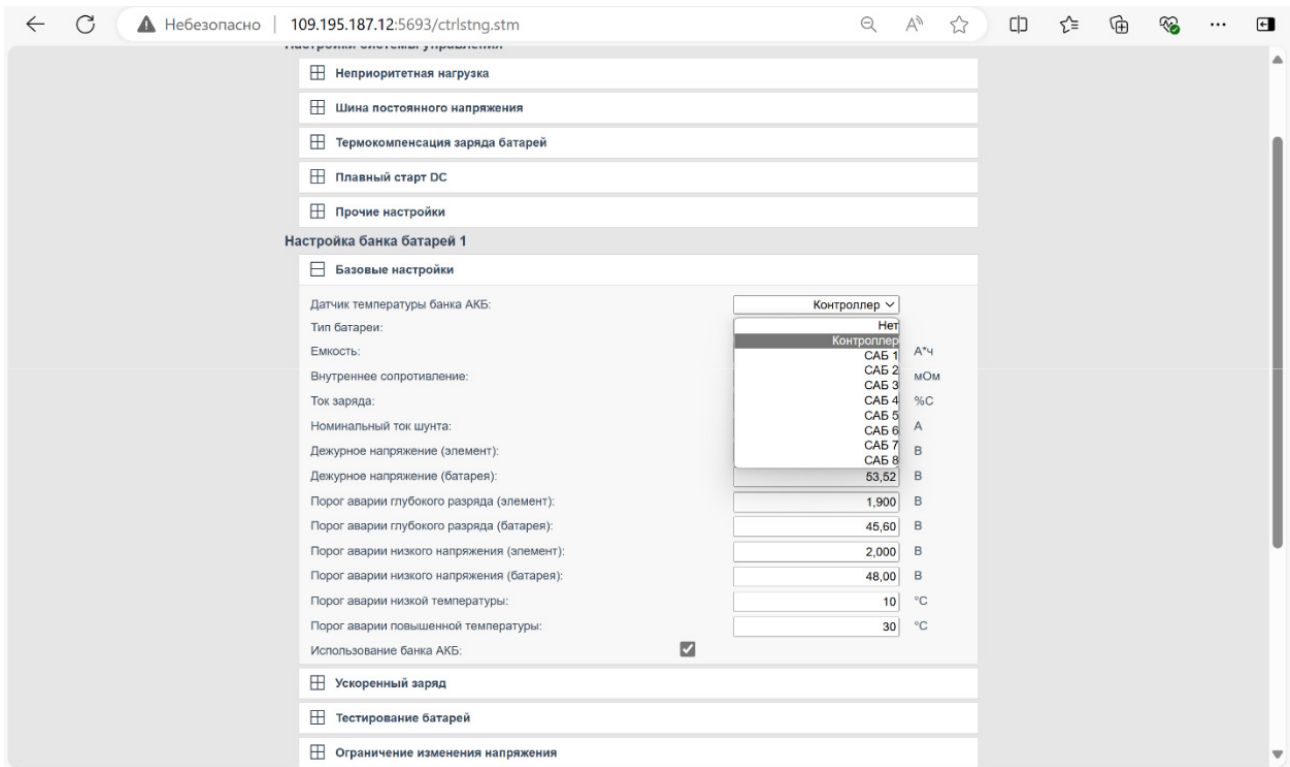 Небезопасно
109.195.187.12:5693/ctrlstng.stm
Настройки системы управления
Неприоритетная нагрузка
Шина постоянного напряжения
Термокомпенсация заряда батарей
Плавный старт DC
Прочие настройки
Настройка банка батарей 1
Базовые настройки
Датчик температуры банка АКБ: Контроллер
Тип батареи: Нет
Контроллер
Емкость: САБ 1 А*ч
САБ 2
Внутреннее сопротивление: САБ 3 мОм
Ток заряда: САБ 4 %С
САБ 5
Номинальный ток шунта: САБ 6 А
Дежурное напряжение (элемент): САБ 7 В
САБ 8
Дежурное напряжение (батарея): 53,52 В
Порог аварии глубокого разряда (элемент): 1,900 В
Порог аварии глубокого разряда (батарея): 45,60 В
Порог аварии низкого напряжения (элемент): 2,000 В
Порог аварии низкого напряжения (батарея): 48,00 В
Порог аварии низкой температуры: 10 °С
Порог аварии повышенной температуры: 30 °С
Использование банка АКБ:
Ускоренный заряд
Тестирование батарей
Ограничение изменения напряжения